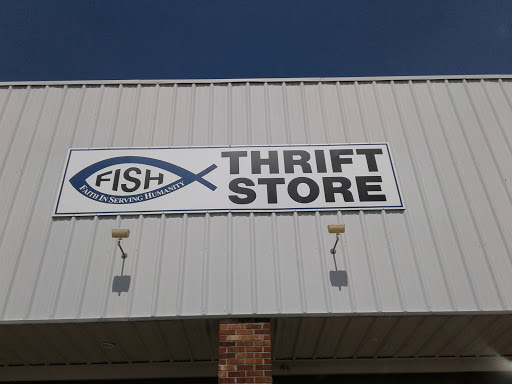 FISH
FAITH IN SERVING HUMANITY
THRIFT
STORE